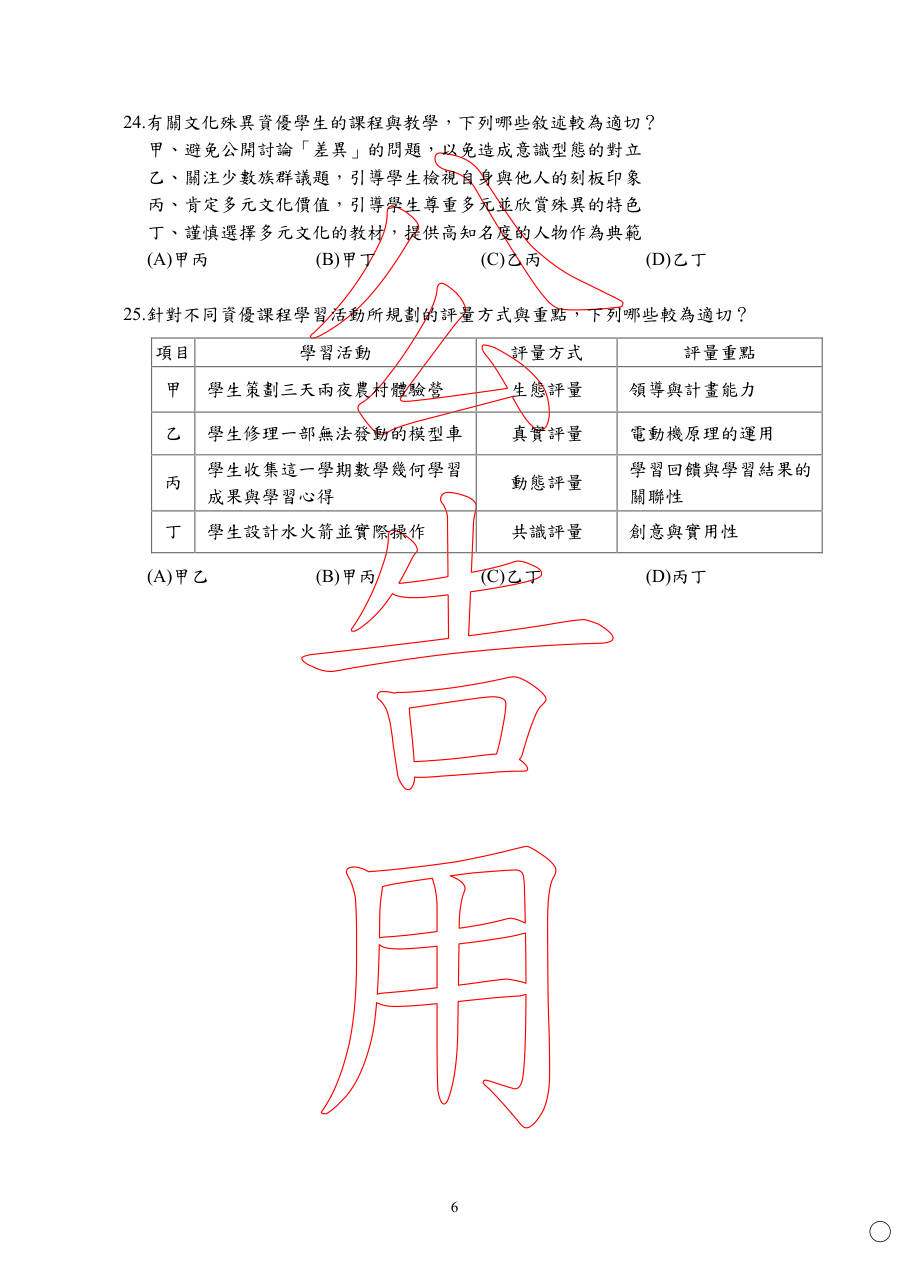 24.有關文化殊異資優學生的課程與教學，下列哪些敘述較為適切？
甲、避免公開討論「差異」的問題，以免造成意識型態的對立
乙、關注少數族群議題，引導學生檢視自身與他人的刻板印象
丙、肯定多元文化價值，引導學生尊重多元並欣賞殊異的特色
丁、謹慎選擇多元文化的教材，提供高知名度的人物作為典範
(A)甲丙 (B)甲丁 (C)乙丙 (D)乙丁
25.針對不同資優課程學習活動所規劃的評量方式與重點，下列哪些較為適切？
項目 學習活動 評量方式 評量重點
甲 學生策劃三天兩夜農村體驗營 生態評量 領導與計畫能力
乙 學生修理一部無法發動的模型車 真實評量 電動機原理的運用
丙 學生收集這一學期數學幾何學習成果與學習心得 動態評量 學習回饋與學習結果的關聯性
丁 學生設計水火箭並實際操作 共識評量 創意與實用性
(A)甲乙 (B)甲丙 (C)乙丁 (D)丙丁
公告用
6